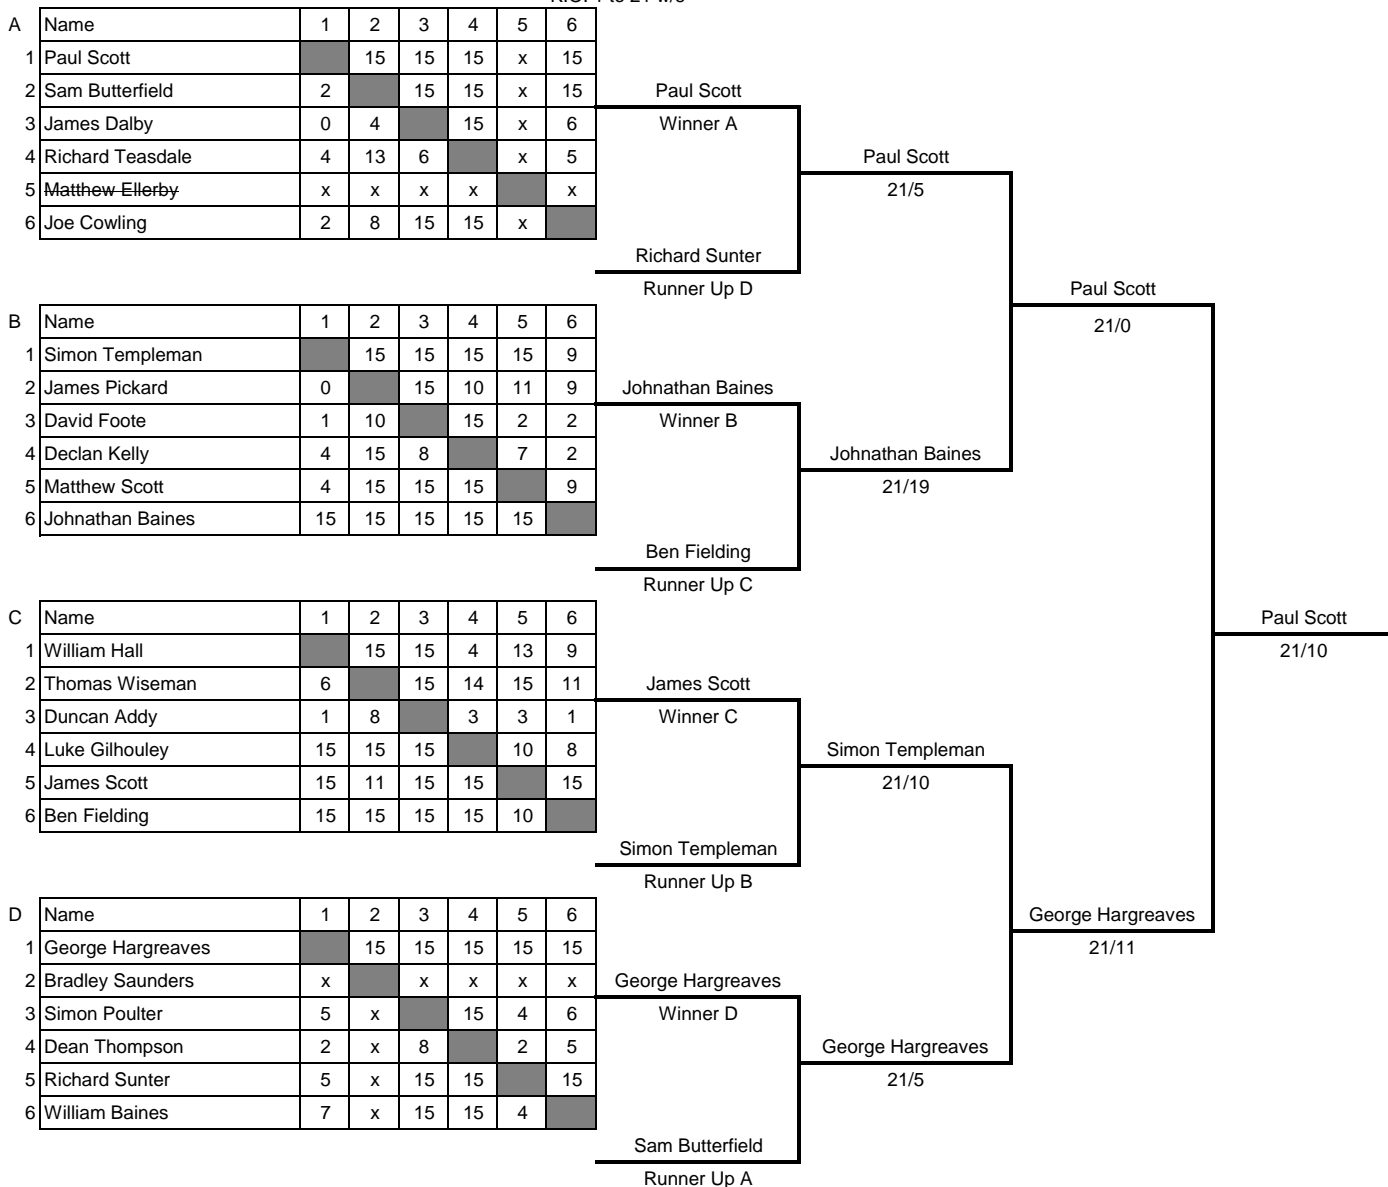 A Name 1 2 3 4 5 6
1 Paul Scott 15 15 15 x 15
2 Sam Butterfield 2 15 15 x 15
3 James Dalby 0 4 15 x 6
4 Richard Teasdale 4 13 6 x 5
5 Matthew Ellerby x x x x x
6 Joe Cowling 2 8 15 15 x
Paul Scott
Winner A
Richard Sunter
Runner Up D
Paul Scott
21/5
B Name 1 2 3 4 5 6
1 Simon Templeman 15 15 15 15 9
2 James Pickard 0 15 10 11 9
3 David Foote 1 10 15 2 2
4 Declan Kelly 4 15 8 7 2
5 Matthew Scott 4 15 15 15 9
6 Johnathan Baines 15 15 15 15 15
Johnathan Baines
Winner B
Ben Fielding
Runner Up C
Johnathan Baines
21/19
Paul Scott
21/0
C Name 1 2 3 4 5 6
1 William Hall 15 15 4 13 9
2 Thomas Wiseman 6 15 14 15 11
3 Duncan Addy 1 8 3 3 1
4 Luke Gilhouley 15 15 15 10 8
5 James Scott 15 11 15 15 15
6 Ben Fielding 15 15 15 15 10
James Scott
Winner C
Simon Templeman
Runner Up B
Simon Templeman
21/10
D Name 1 2 3 4 5 6
1 George Hargreaves 15 15 15 15 15
2 Bradley Saunders x x x x x
3 Simon Poulter 5 x 15 4 6
4 Dean Thompson 2 x 8 2 5
5 Richard Sunter 5 x 15 15 15
6 William Baines 7 x 15 15 4
George Hargreaves
Winner D
Sam Butterfield
Runner Up A
George Hargreaves
21/5
George Hargreaves
21/11
Paul Scott
21/10